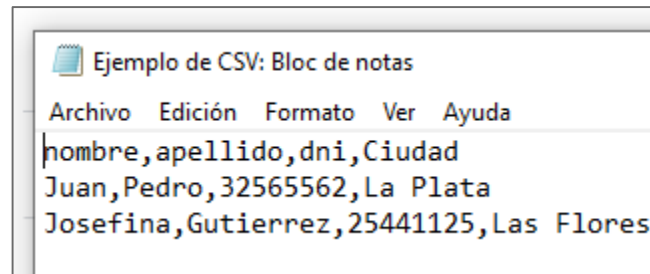 Ejemplo de CSV: Bloc de notas
Archivo Edición Formato Ver Ayuda
nombre,apellido,dni,Ciudad
Juan,Pedro,32565562,La Plata
Josefina,Gutierrez,25441125,Las Flores